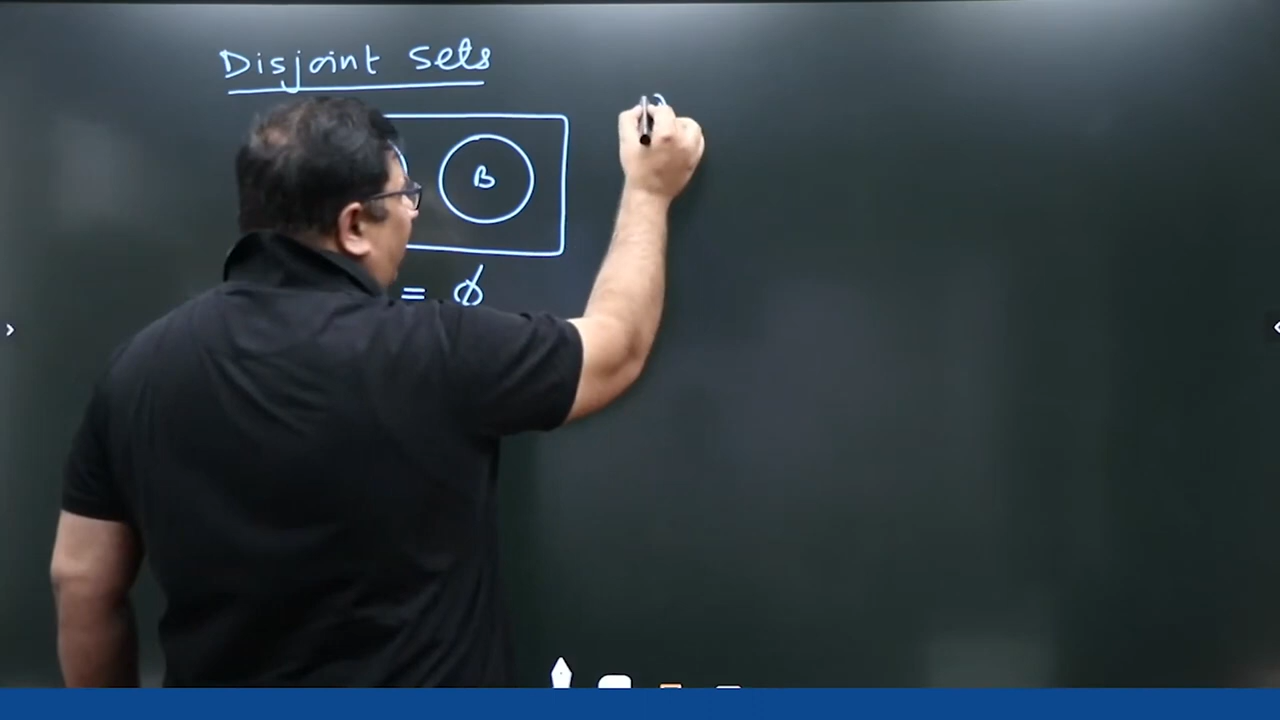 Disjoint Sets
B
= ϕ